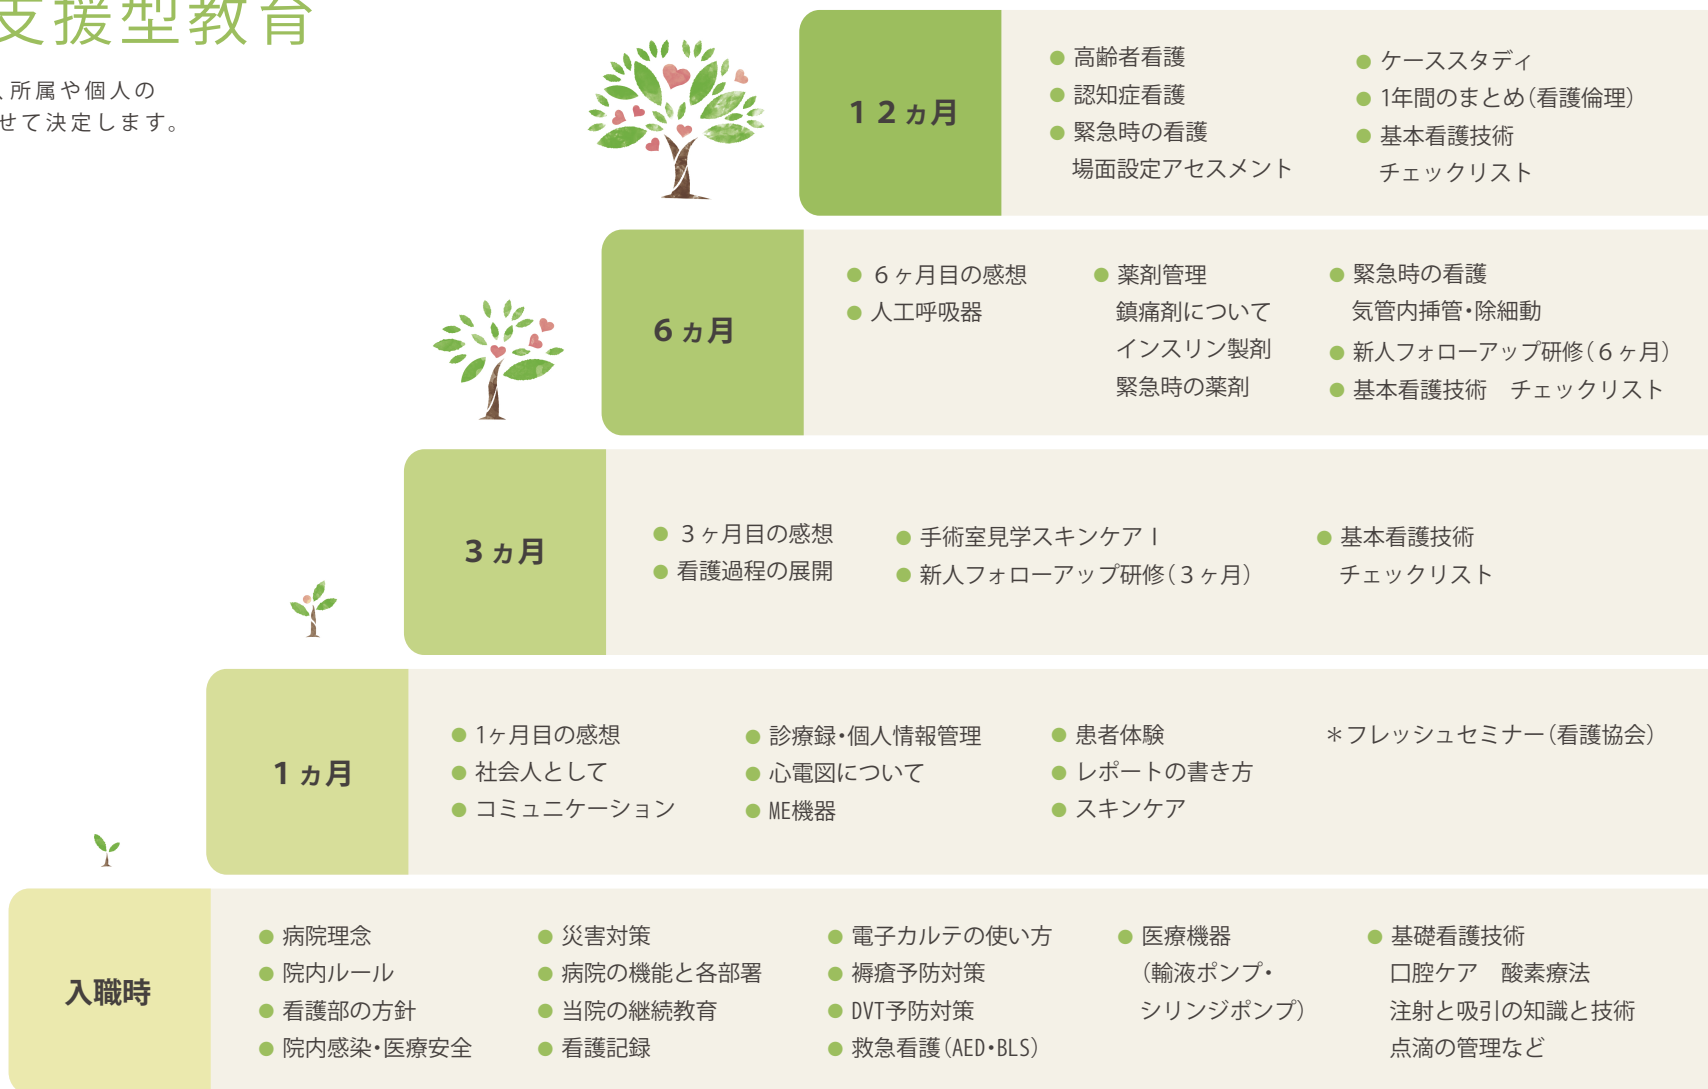 支援型教育
、所属や個人の
せて決定します。
１２ヵ月
● 高齢者看護
● 認知症看護
● 緊急時の看護
場面設定アセスメント
● ケーススタディ
● 1年間のまとめ（看護倫理）
● 基本看護技術
チェックリスト
６ヵ月
● ６ヶ月目の感想
● 人工呼吸器
● 薬剤管理
鎮痛剤について
インスリン製剤
緊急時の薬剤
● 緊急時の看護
気管内挿管・除細動
● 新人フォローアップ研修（６ヶ月）
● 基本看護技術　チェックリスト
３ヵ月
● ３ヶ月目の感想
● 看護過程の展開
● 手術室見学スキンケアⅠ
● 新人フォローアップ研修（３ヶ月）
● 基本看護技術
チェックリスト
１ヵ月
● 1ヶ月目の感想
● 社会人として
● コミュニケーション
● 診療録・個人情報管理
● 心電図について
● ME機器
● 患者体験
● レポートの書き方
● スキンケア
＊フレッシュセミナー（看護協会）
入職時
● 病院理念
● 院内ルール
● 看護部の方針
● 院内感染・医療安全
● 災害対策
● 病院の機能と各部署
● 当院の継続教育
● 看護記録
● 電子カルテの使い方
● 褥瘡予防対策
● DVT予防対策
● 救急看護（AED・BLS）
● 医療機器
（輸液ポンプ・
シリンジポンプ）
● 基礎看護技術
口腔ケア　酸素療法
注射と吸引の知識と技術
点滴の管理など